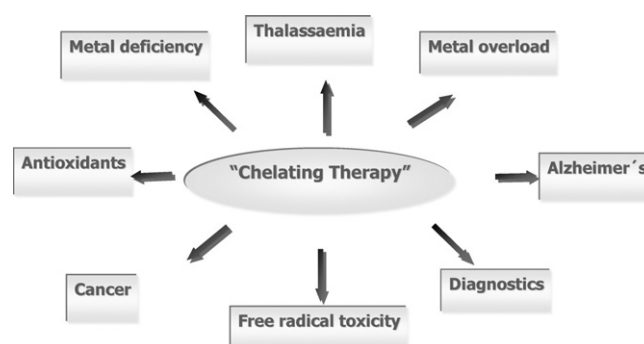 Thalassaemia
Metal deficiency
Metal overload
Antioxidants
"Chelating Therapy"
Alzheimer´s
Cancer
Diagnostics
Free radical toxicity